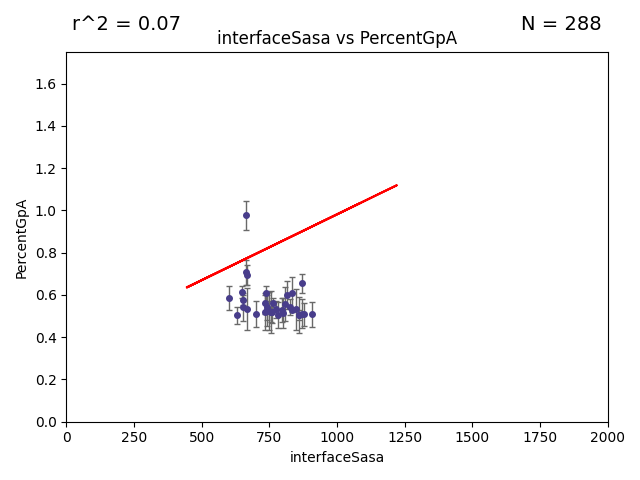 r^2 = 0.07
N = 288
interfaceSasa vs PercentGpA
PercentGpA
1.6
1.4
1.2
1.0
0.8
0.6
0.4
0.2
0.0
0 250 500 750 1000 1250 1500 1750 2000
interfaceSasa